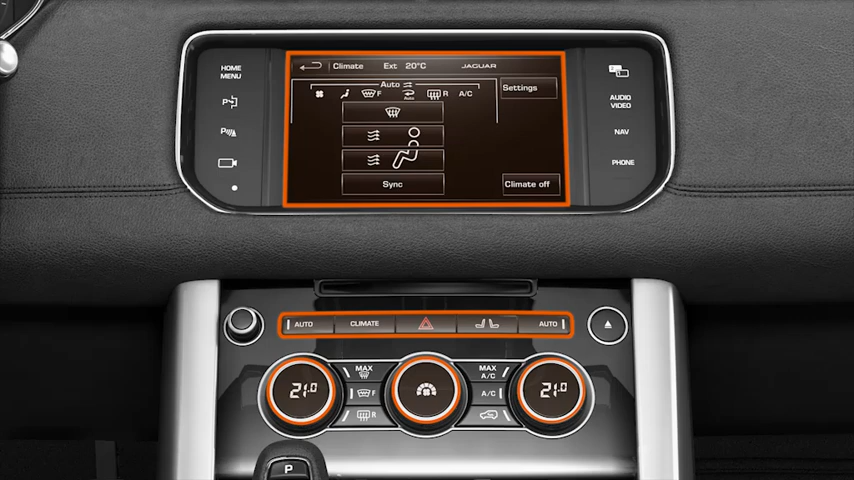 HOME
MENU
Climate Ext 20°C JAGUAR
Auto
F Auto R A/C
Settings
AUDIO
VIDEO
NAV
PHONE
Sync
Climate off
AUTO CLIMATE AUTO
MAX
F
R
21.0
MAX
A/C
A/C
21.0
P
P
P